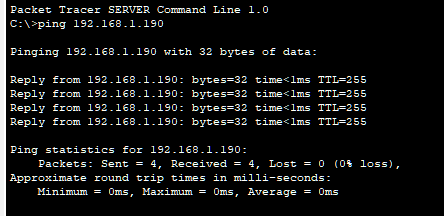 Packet Tracer SERVER Command Line 1.0
C:\>ping 192.168.1.190
Pinging 192.168.1.190 with 32 bytes of data:
Reply from 192.168.1.190: bytes=32 time<1ms TTL=255
Reply from 192.168.1.190: bytes=32 time<1ms TTL=255
Reply from 192.168.1.190: bytes=32 time<1ms TTL=255
Reply from 192.168.1.190: bytes=32 time<1ms TTL=255
Ping statistics for 192.168.1.190:
Packets: Sent = 4, Received = 4, Lost = 0 (0% loss),
Approximate round trip times in milli-seconds:
Minimum = 0ms, Maximum = 0ms, Average = 0ms